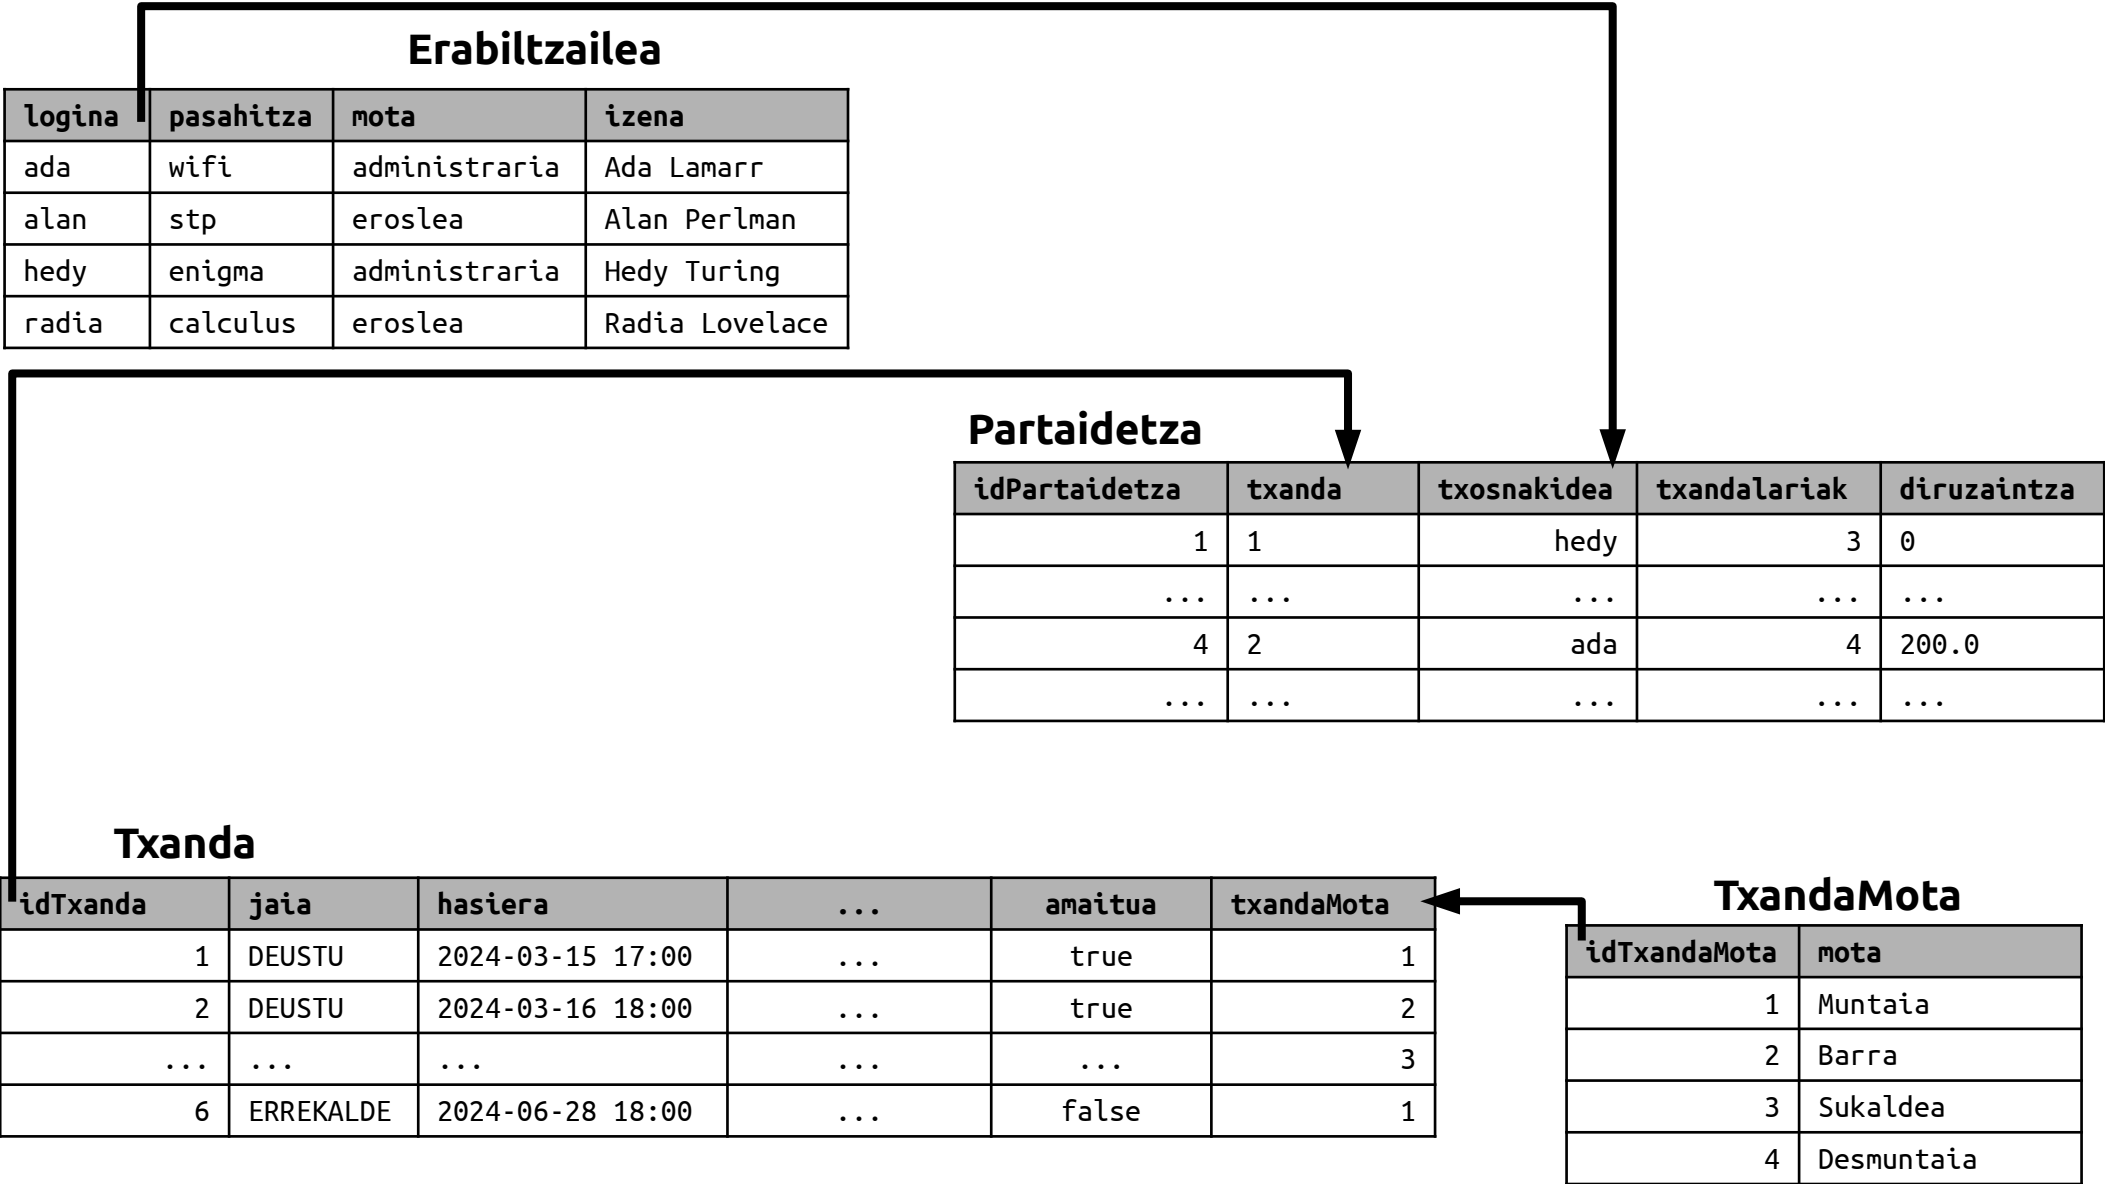 Erabiltzailea
logina pasahitza mota izena
ada wifi administraria Ada Lamarr
alan stp eroslea Alan Perlman
hedy enigma administraria Hedy Turing
radia calculus eroslea Radia Lovelace
Partaidetza
idPartaidetza txanda txosnakidea txandalariak diruzaintza
1 1 hedy 3 0
... ... ... ... ...
4 2 ada 4 200.0
... ... ... ... ...
Txanda
idTxanda jaia hasiera ... amaitua txandaMota
1 DEUSTU 2024-03-15 17:00 ... true 1
2 DEUSTU 2024-03-16 18:00 ... true 2
... ... ... ... ... 3
6 ERREKALDE 2024-06-28 18:00 ... false 1
TxandaMota
idTxandaMota mota
1 Muntaia
2 Barra
3 Sukaldea
4 Desmuntaia